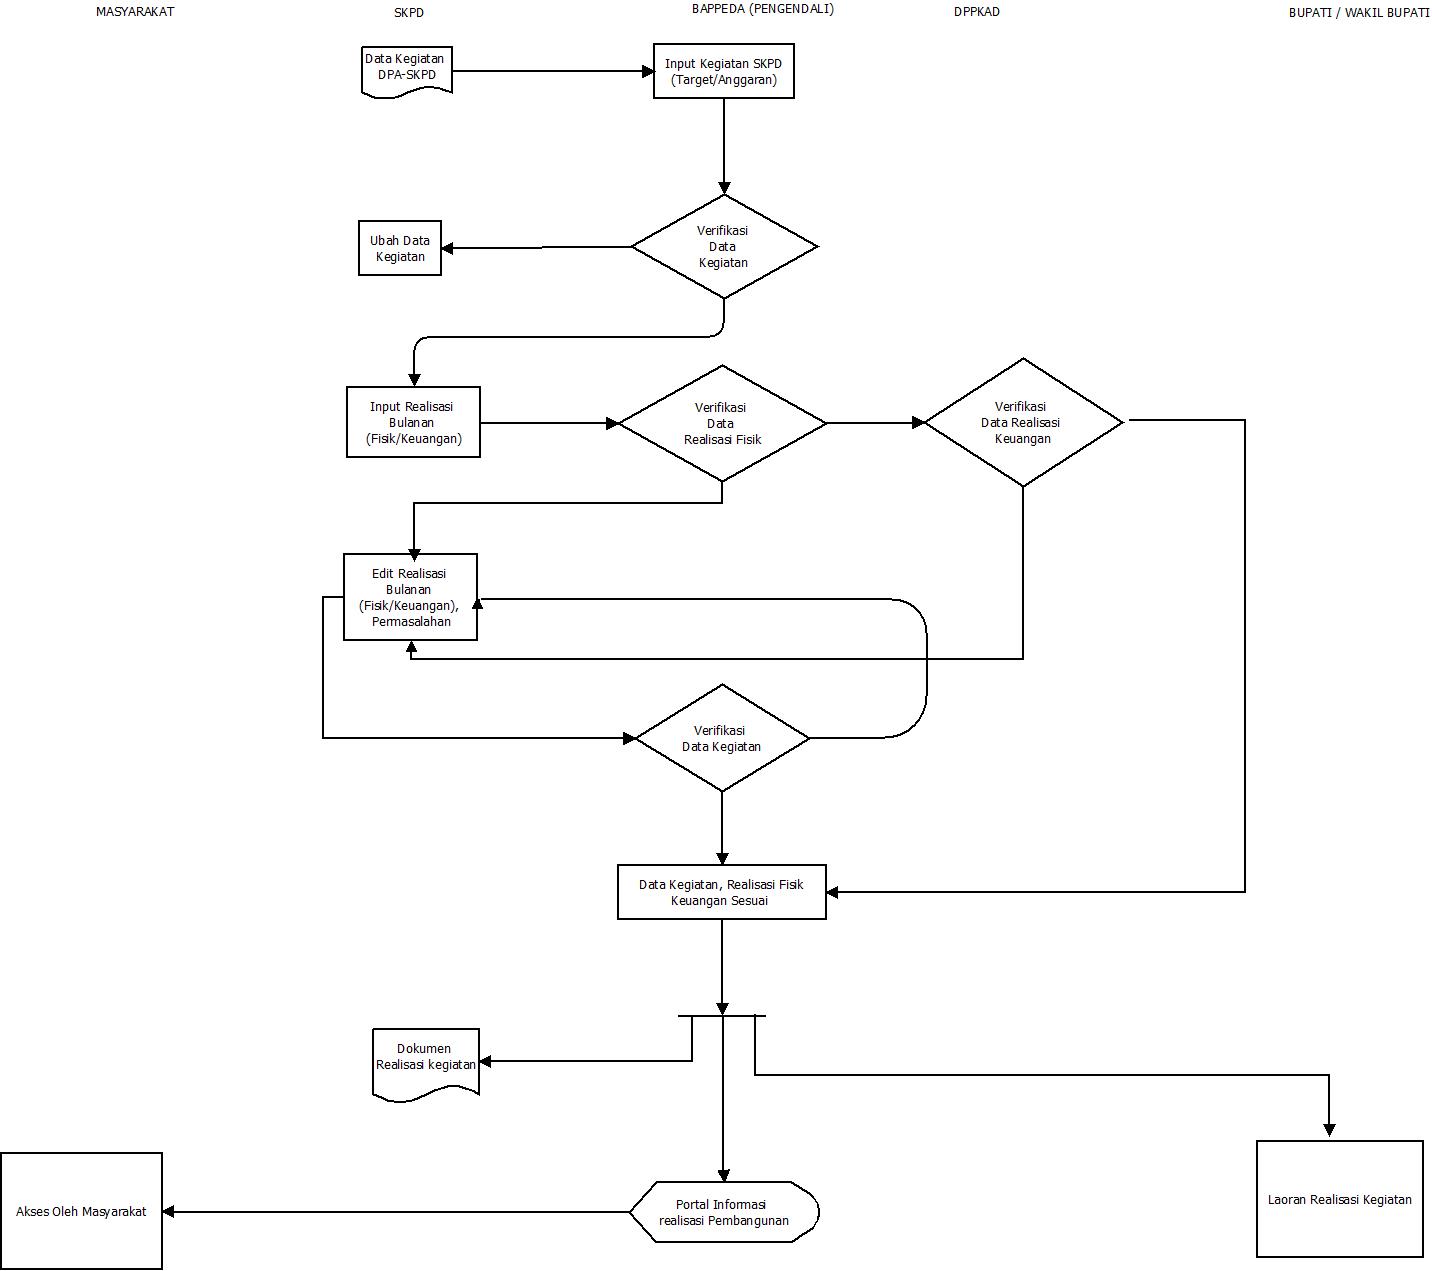 MASYARAKAT
SKPD
BAPPEDA (PENGENDALI)
DPPKAD
BUPATI / WAKIL BUPATI
Data Kegiatan
DPA-SKPD
Input Kegiatan SKPD
(Target/Anggaran)
Verifikasi
Data
Kegiatan
Ubah Data
Kegiatan
Input Realisasi
Bulanan
(Fisik/Keuangan)
Verifikasi
Data
Realisasi Fisik
Verifikasi
Data Realisasi
Keuangan
Edit Realisasi
Bulanan
(Fisik/Keuangan),
Permasalahan
Verifikasi
Data Kegiatan
Data Kegiatan, Realisasi Fisik
Keuangan Sesuai
Dokumen
Realisasi kegiatan
Akses Oleh Masyarakat
Portal Informasi
realisasi Pembangunan
Laoran Realisasi Kegiatan